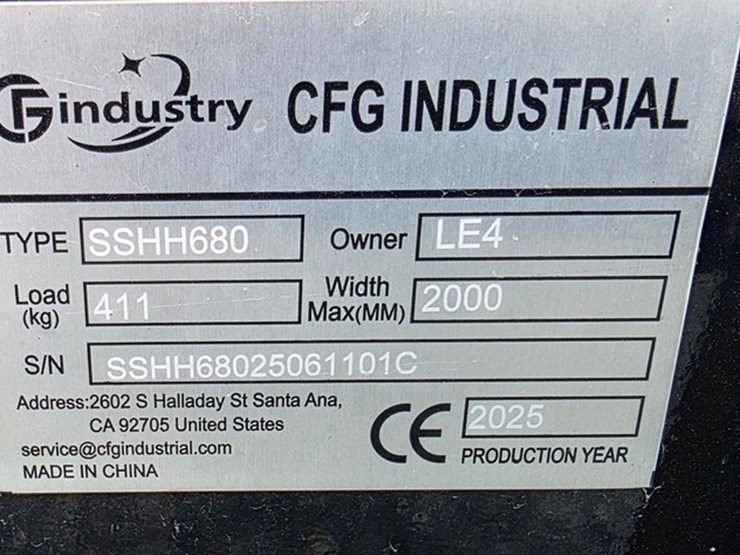 Gindustry CFG INDUSTRIAL
TYPE SSHH680 Owner LE4
Load (kg) 411 Width Max(MM) 2000
S/N SSHH68025061101C
Address:2602 S Halladay St Santa Ana,
CA 92705 United States
service@cfgindustrial.com
MADE IN CHINA
CE 2025
PRODUCTION YEAR